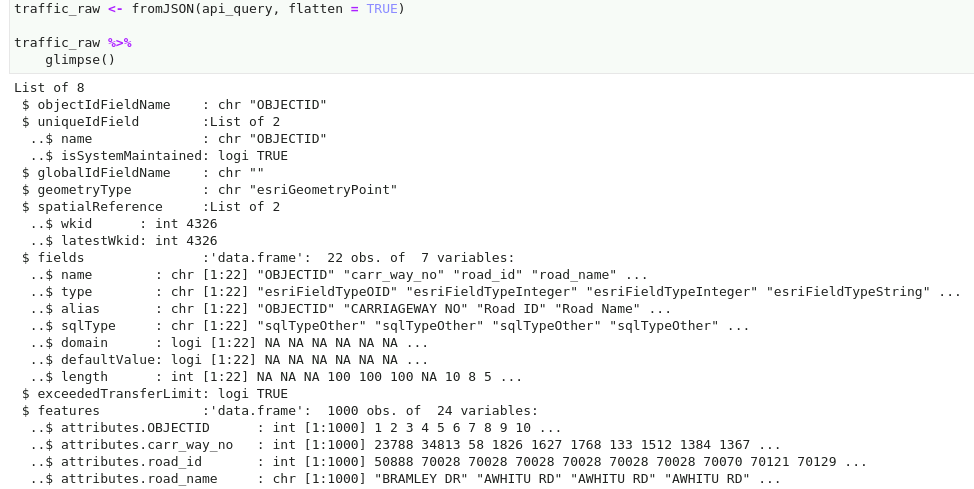 traffic_raw <- fromJSON(api_query, flatten = TRUE)
traffic_raw %>%
    glimpse()
List of 8
 $ objectIdFieldName    : chr "OBJECTID"
 $ uniqueIdField        :List of 2
  ..$ name              : chr "OBJECTID"
  ..$ isSystemMaintained: logi TRUE
 $ globalIdFieldName    : chr ""
 $ geometryType         : chr "esriGeometryPoint"
 $ spatialReference     :List of 2
  ..$ wkid      : int 4326
  ..$ latestWkid: int 4326
 $ fields               :'data.frame':  22 obs. of  7 variables:
  ..$ name        : chr [1:22] "OBJECTID" "carr_way_no" "road_id" "road_name" ...
  ..$ type        : chr [1:22] "esriFieldTypeOID" "esriFieldTypeInteger" "esriFieldTypeInteger" "esriFieldTypeString" ...
  ..$ alias       : chr [1:22] "OBJECTID" "CARRIAGEWAY NO" "Road ID" "Road Name" ...
  ..$ sqlType     : chr [1:22] "sqlTypeOther" "sqlTypeOther" "sqlTypeOther" "sqlTypeOther" ...
  ..$ domain      : logi [1:22] NA NA NA NA NA NA ...
  ..$ defaultValue: logi [1:22] NA NA NA NA NA NA ...
  ..$ length      : int [1:22] NA NA NA 100 100 100 NA 10 8 5 ...
 $ exceededTransferLimit: logi TRUE
 $ features             :'data.frame':  1000 obs. of  24 variables:
  ..$ attributes.OBJECTID      : int [1:1000] 1 2 3 4 5 6 7 8 9 10 ...
  ..$ attributes.carr_way_no   : int [1:1000] 23788 34813 58 1826 1627 1768 133 1512 1384 1367 ...
  ..$ attributes.road_id       : int [1:1000] 50888 70028 70028 70028 70028 70028 70028 70070 70121 70129 ...
  ..$ attributes.road_name     : chr [1:1000] "BRAMLEY DR" "AWHITU RD" "AWHITU RD" "AWHITU RD" ...